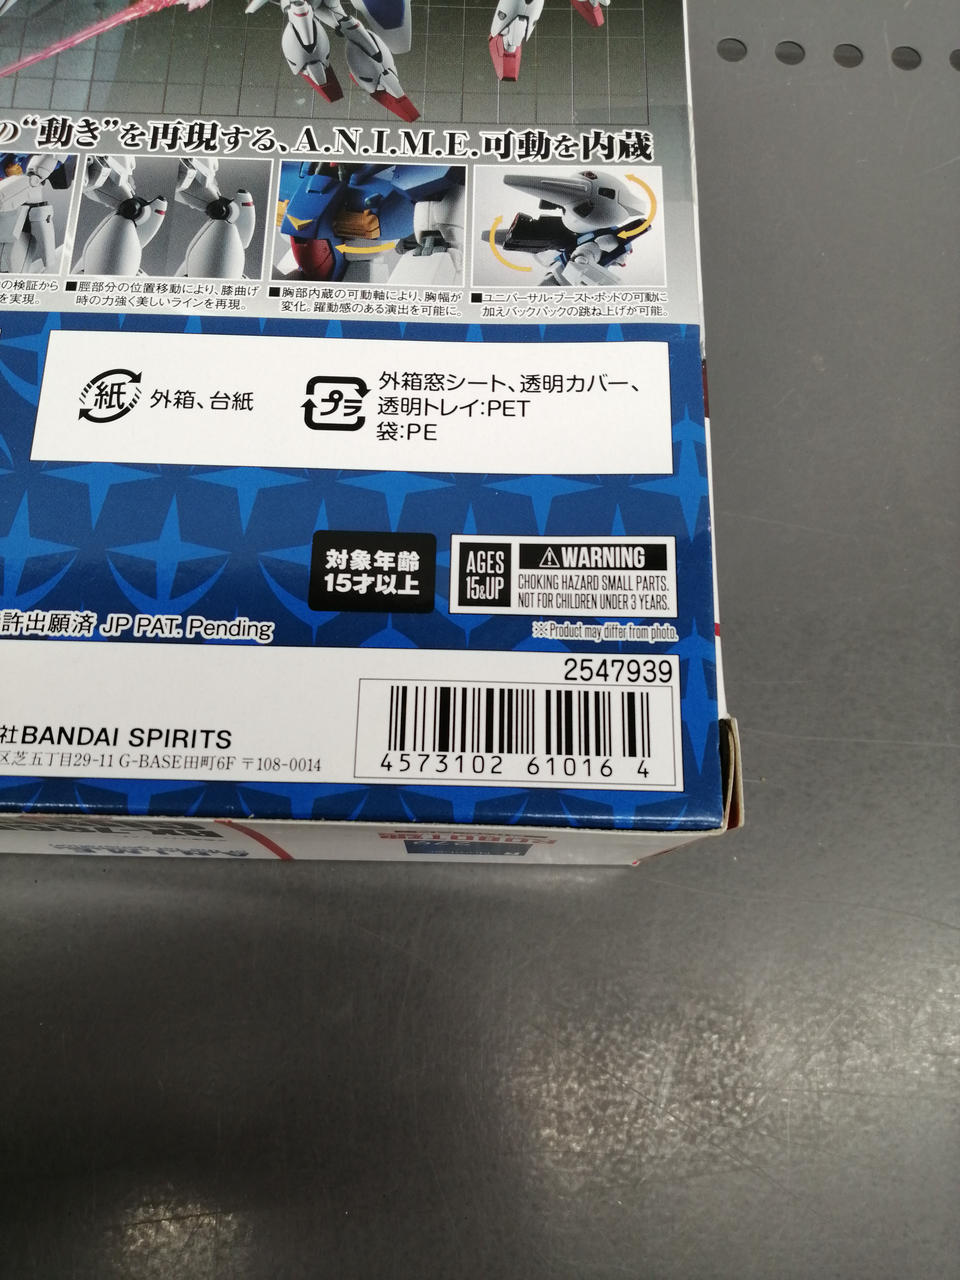 の“動き”を再現する、A.N.I.M.E.可動を内蔵
の検証から
を実現。
■脛部分の位置移動により、膝曲げ
時の力強く美しいラインを再現。
■胸部内蔵の可動軸により、胸幅が
変化。躍動感のある演出を可能に。
■ユニバーサル・ブースト・ポッドの可動に
加えバックパックの跳ね上げが可能。
紙
外箱、台紙
プラ
外箱窓シート、透明カバー、
透明トレイ:PET
袋:PE
対象年齢
15才以上
AGES
15&UP
WARNING
CHOKING HAZARD SMALL PARTS.
NOT FOR CHILDREN UNDER 3 YEARS.
許出願済 JP PAT. Pending
※Product may differ from photo.
2547939
社BANDAI SPIRITS
区芝五丁目29-11 G-BASE田町6F 〒108-0014
4573102 61016 4